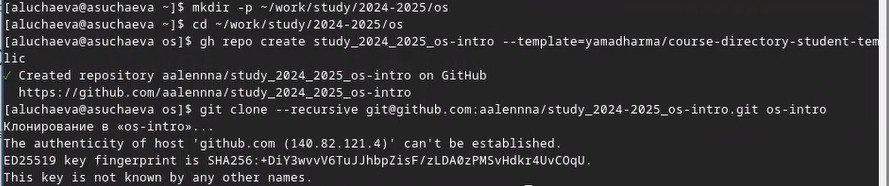 [aluchaeva@asuchaeva ~]$ mkdir -p ~/work/study/2024-2025/os
[aluchaeva@asuchaeva ~]$ cd ~/work/study/2024-2025/os
[aluchaeva@asuchaeva os]$ gh repo create study_2024_2025_os-intro --template=yamadharma/course-directory-student-tem
lic
✓ Created repository aalennna/study_2024_2025_os-intro on GitHub
https://github.com/aalennna/study_2024_2025_os-intro
[aluchaeva@asuchaeva os]$ git clone --recursive git@github.com:aalennna/study_2024-2025_os-intro.git os-intro
Клонирование в «os-intro»...
The authenticity of host 'github.com (140.82.121.4)' can't be established.
ED25519 key fingerprint is SHA256:+DiY3wvvV6TuJJhbpZisF/zLDA0zPMSvHdkr4UvCOqU.
This key is not known by any other names.